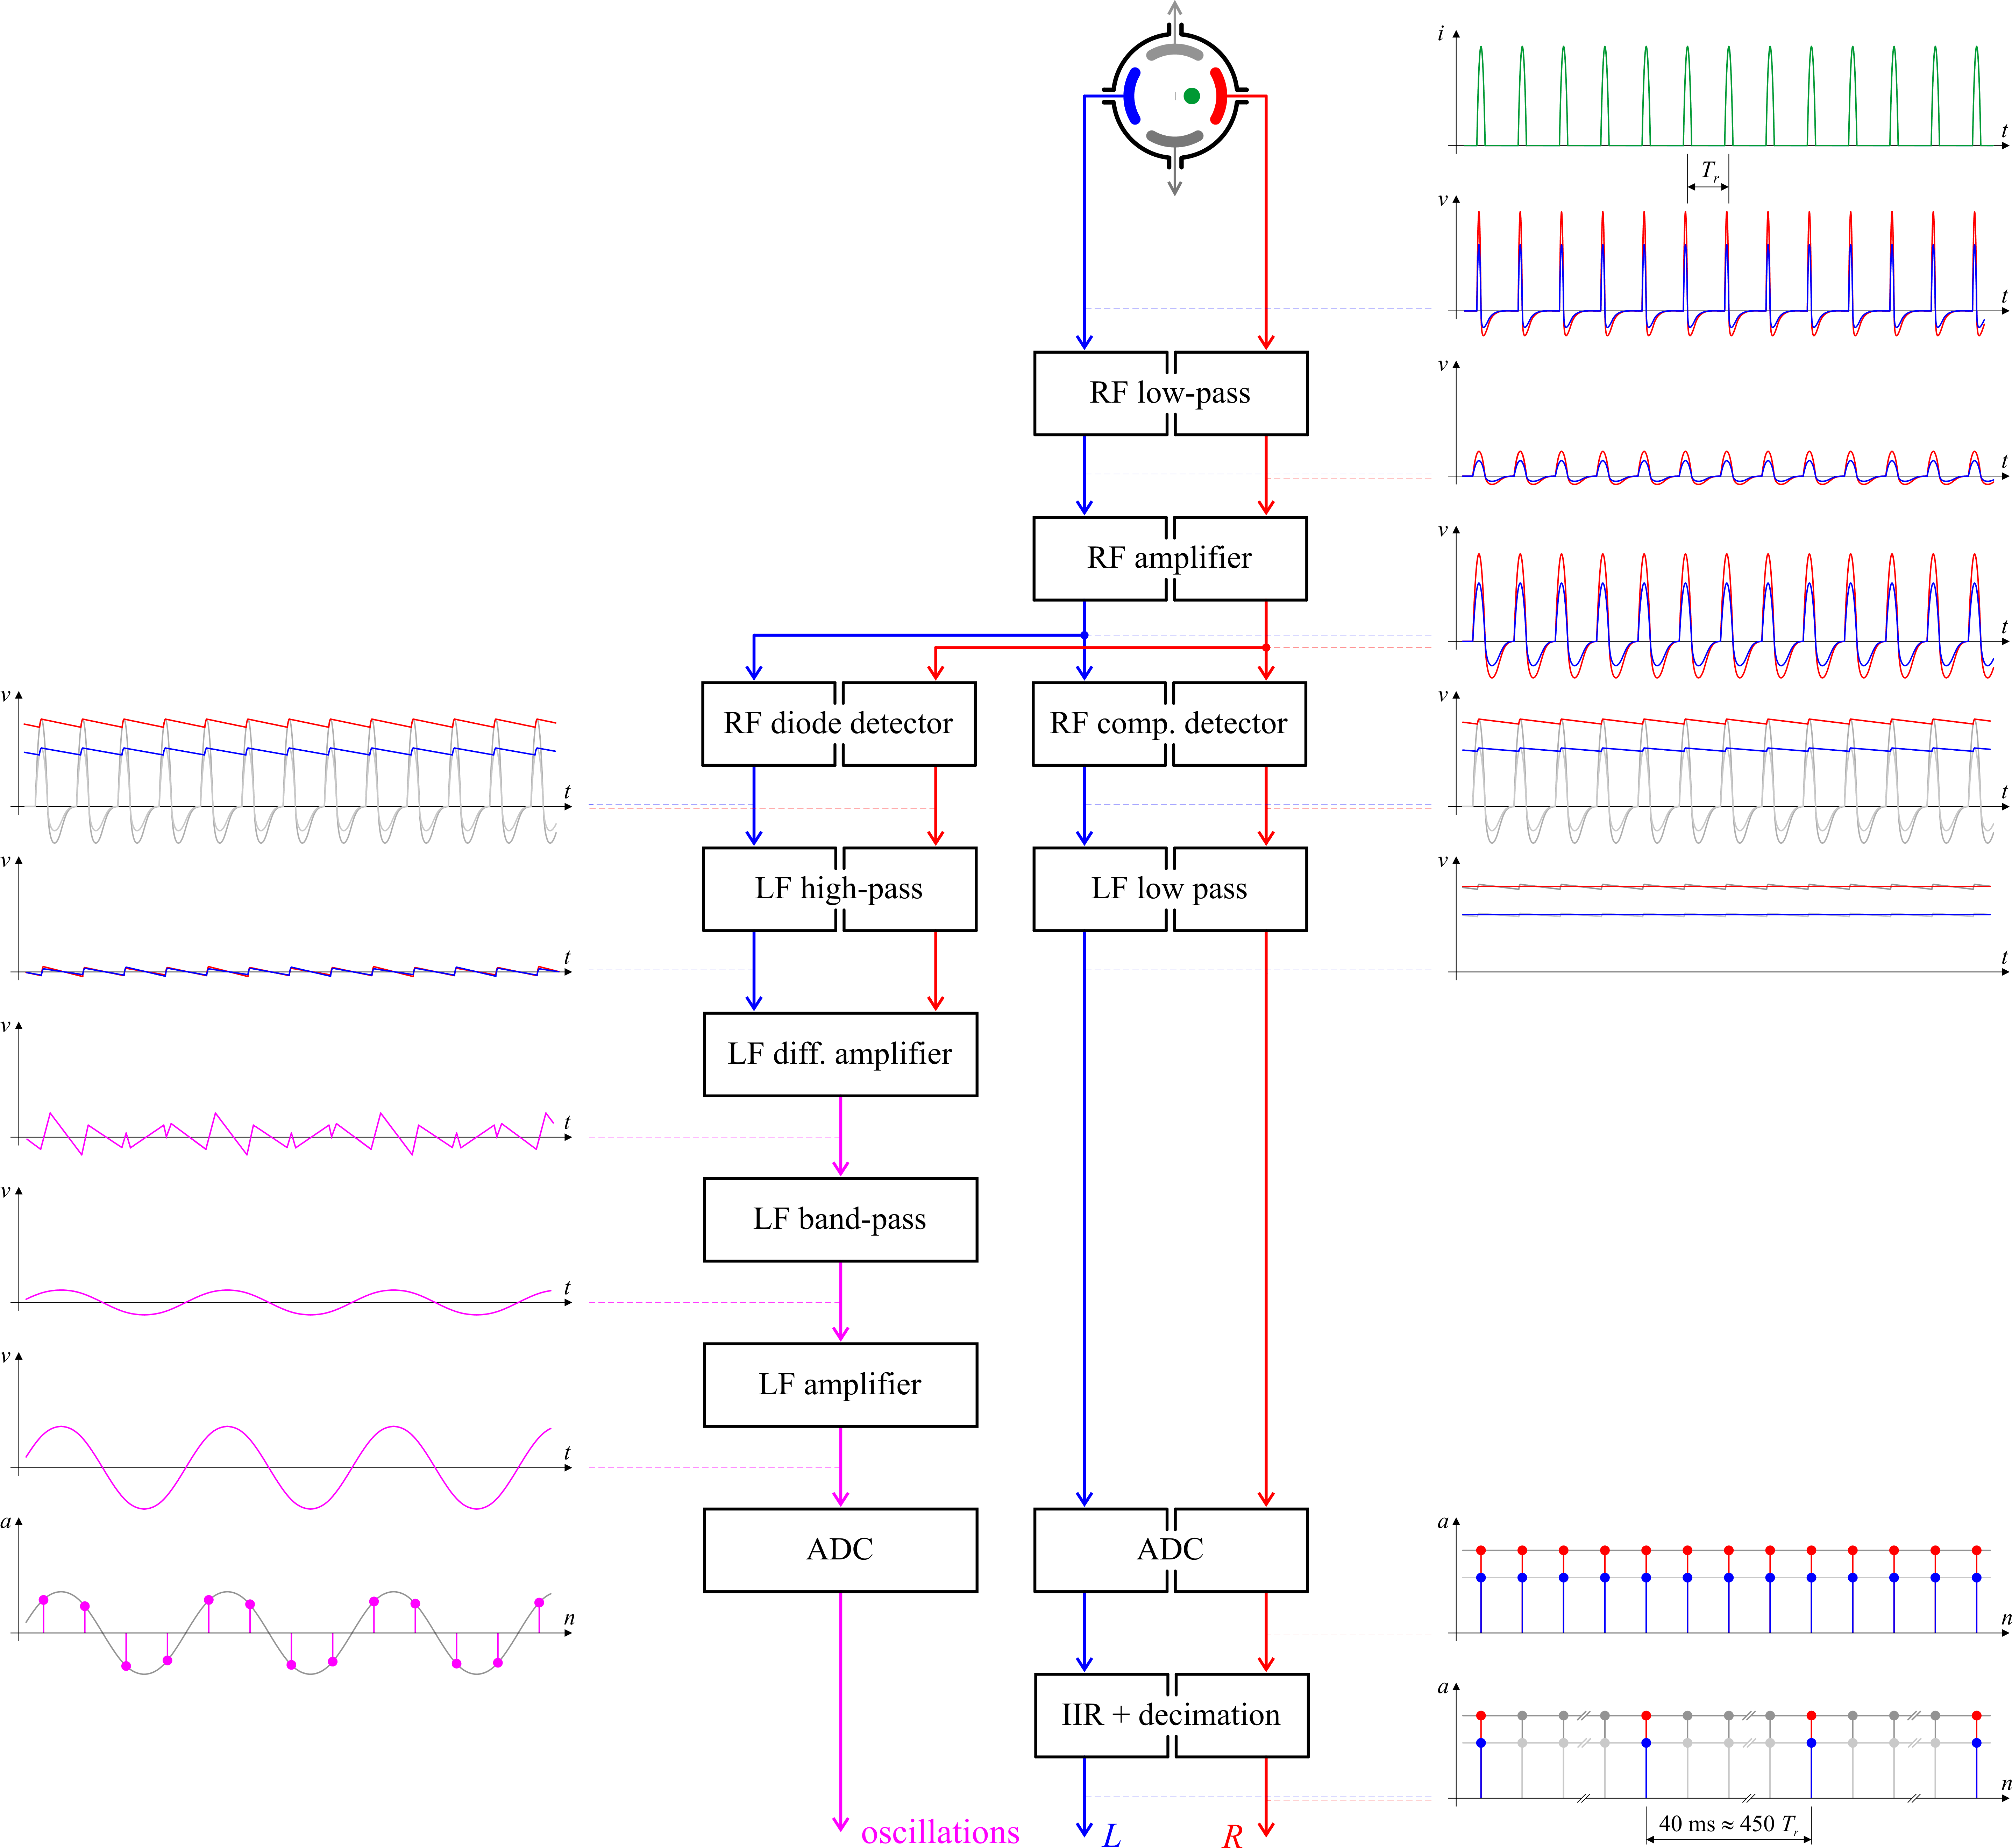 i
t
T_r
v
t
v
t
RF low-pass
v
t
RF amplifier
v
t
RF diode detector
RF comp. detector
v
t
v
t
LF high-pass
LF low pass
v
t
v
t
LF diff. amplifier
v
t
LF band-pass
v
t
LF amplifier
a
n
ADC
ADC
a
n
IIR + decimation
a
n
oscillations
L
R
40 ms ≈ 450 T_r